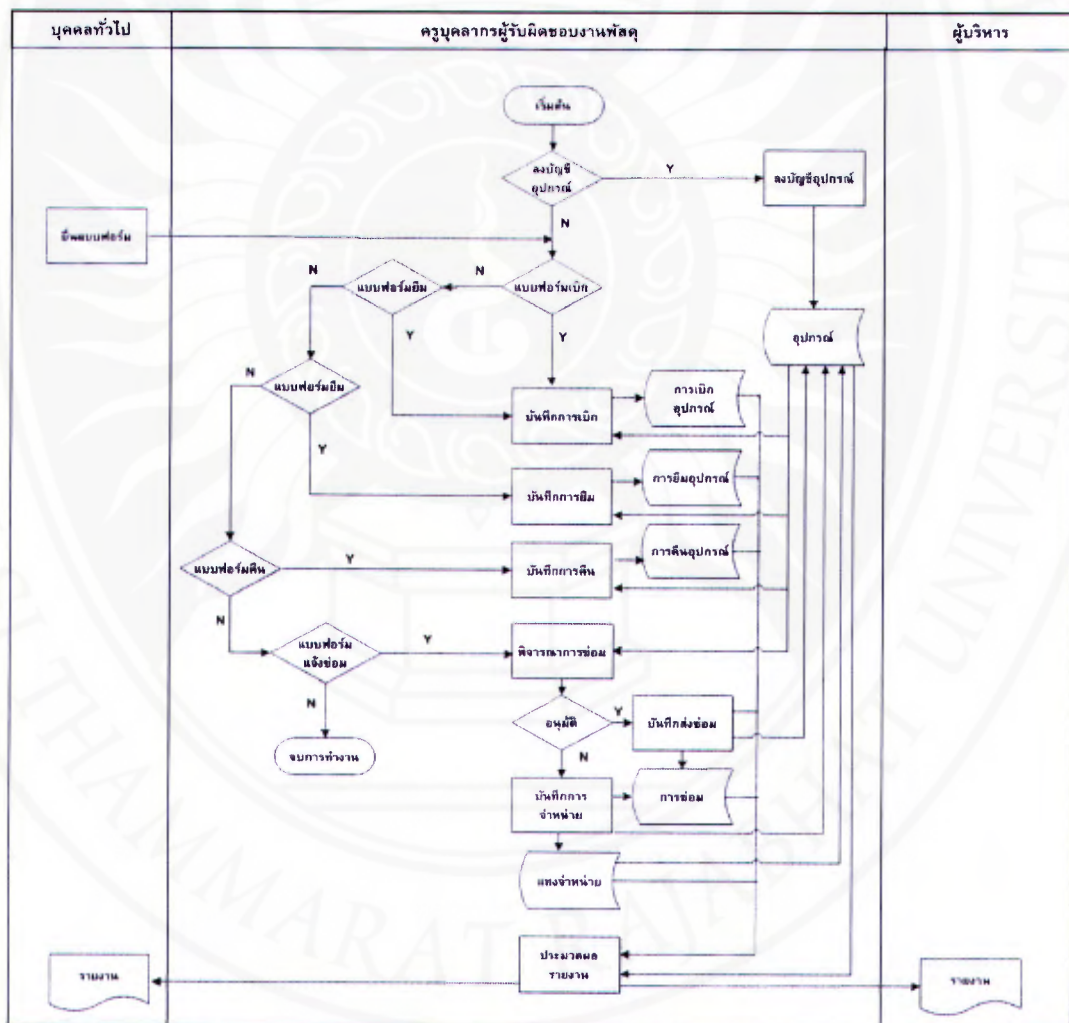 บุคคลทั่วไป
ครูบุคลากรผู้รับผิดชอบงานพัสดุ
ผู้บริหาร
เริ่มต้น
ลงบัญชี
อุปกรณ์
Y
ลงบัญชีอุปกรณ์
ยื่นแบบฟอร์ม
N
N
แบบฟอร์มยืม
N
แบบฟอร์มเบิก
Y
Y
อุปกรณ์
N
แบบฟอร์มยืม
บันทึกการเบิก
การเบิก
อุปกรณ์
Y
บันทึกการยืม
การยืมอุปกรณ์
แบบฟอร์มคืน
Y
บันทึกการคืน
การคืนอุปกรณ์
N
แบบฟอร์ม
แจ้งซ่อม
Y
พิจารณาการซ่อม
N
อนุมัติ
Y
บันทึกส่งซ่อม
จบการทำงาน
N
บันทึกการ
จำหน่าย
การซ่อม
แทงจำหน่าย
ประมวลผล
รายงาน
รายงาน
รายงาน
THAMMARAT RAJABHAT UNIVERSITY